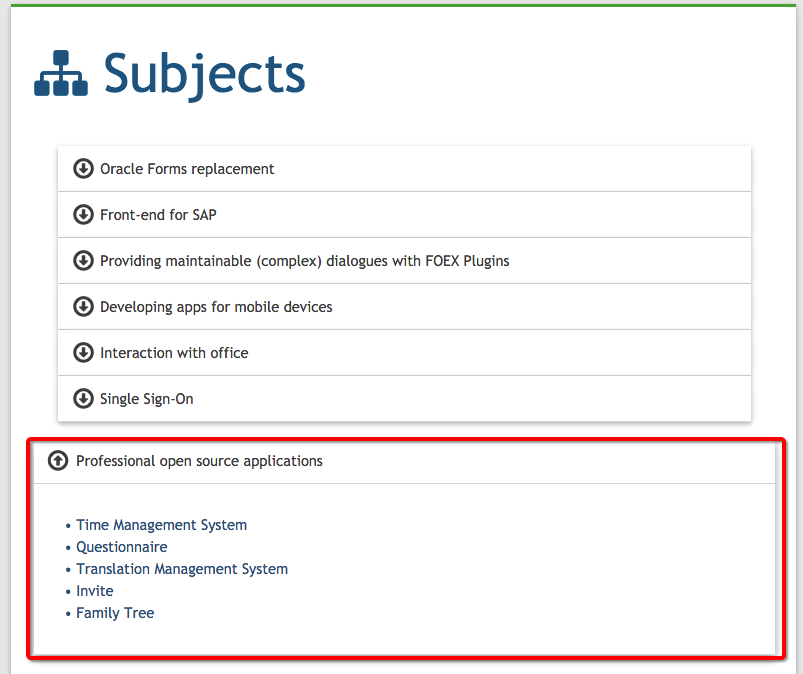 Subjects
Oracle Forms replacement
Front-end for SAP
Providing maintainable (complex) dialogues with FOEX Plugins
Developing apps for mobile devices
Interaction with office
Single Sign-On
Professional open source applications
• Time Management System
• Questionnaire
• Translation Management System
• Invite
• Family Tree